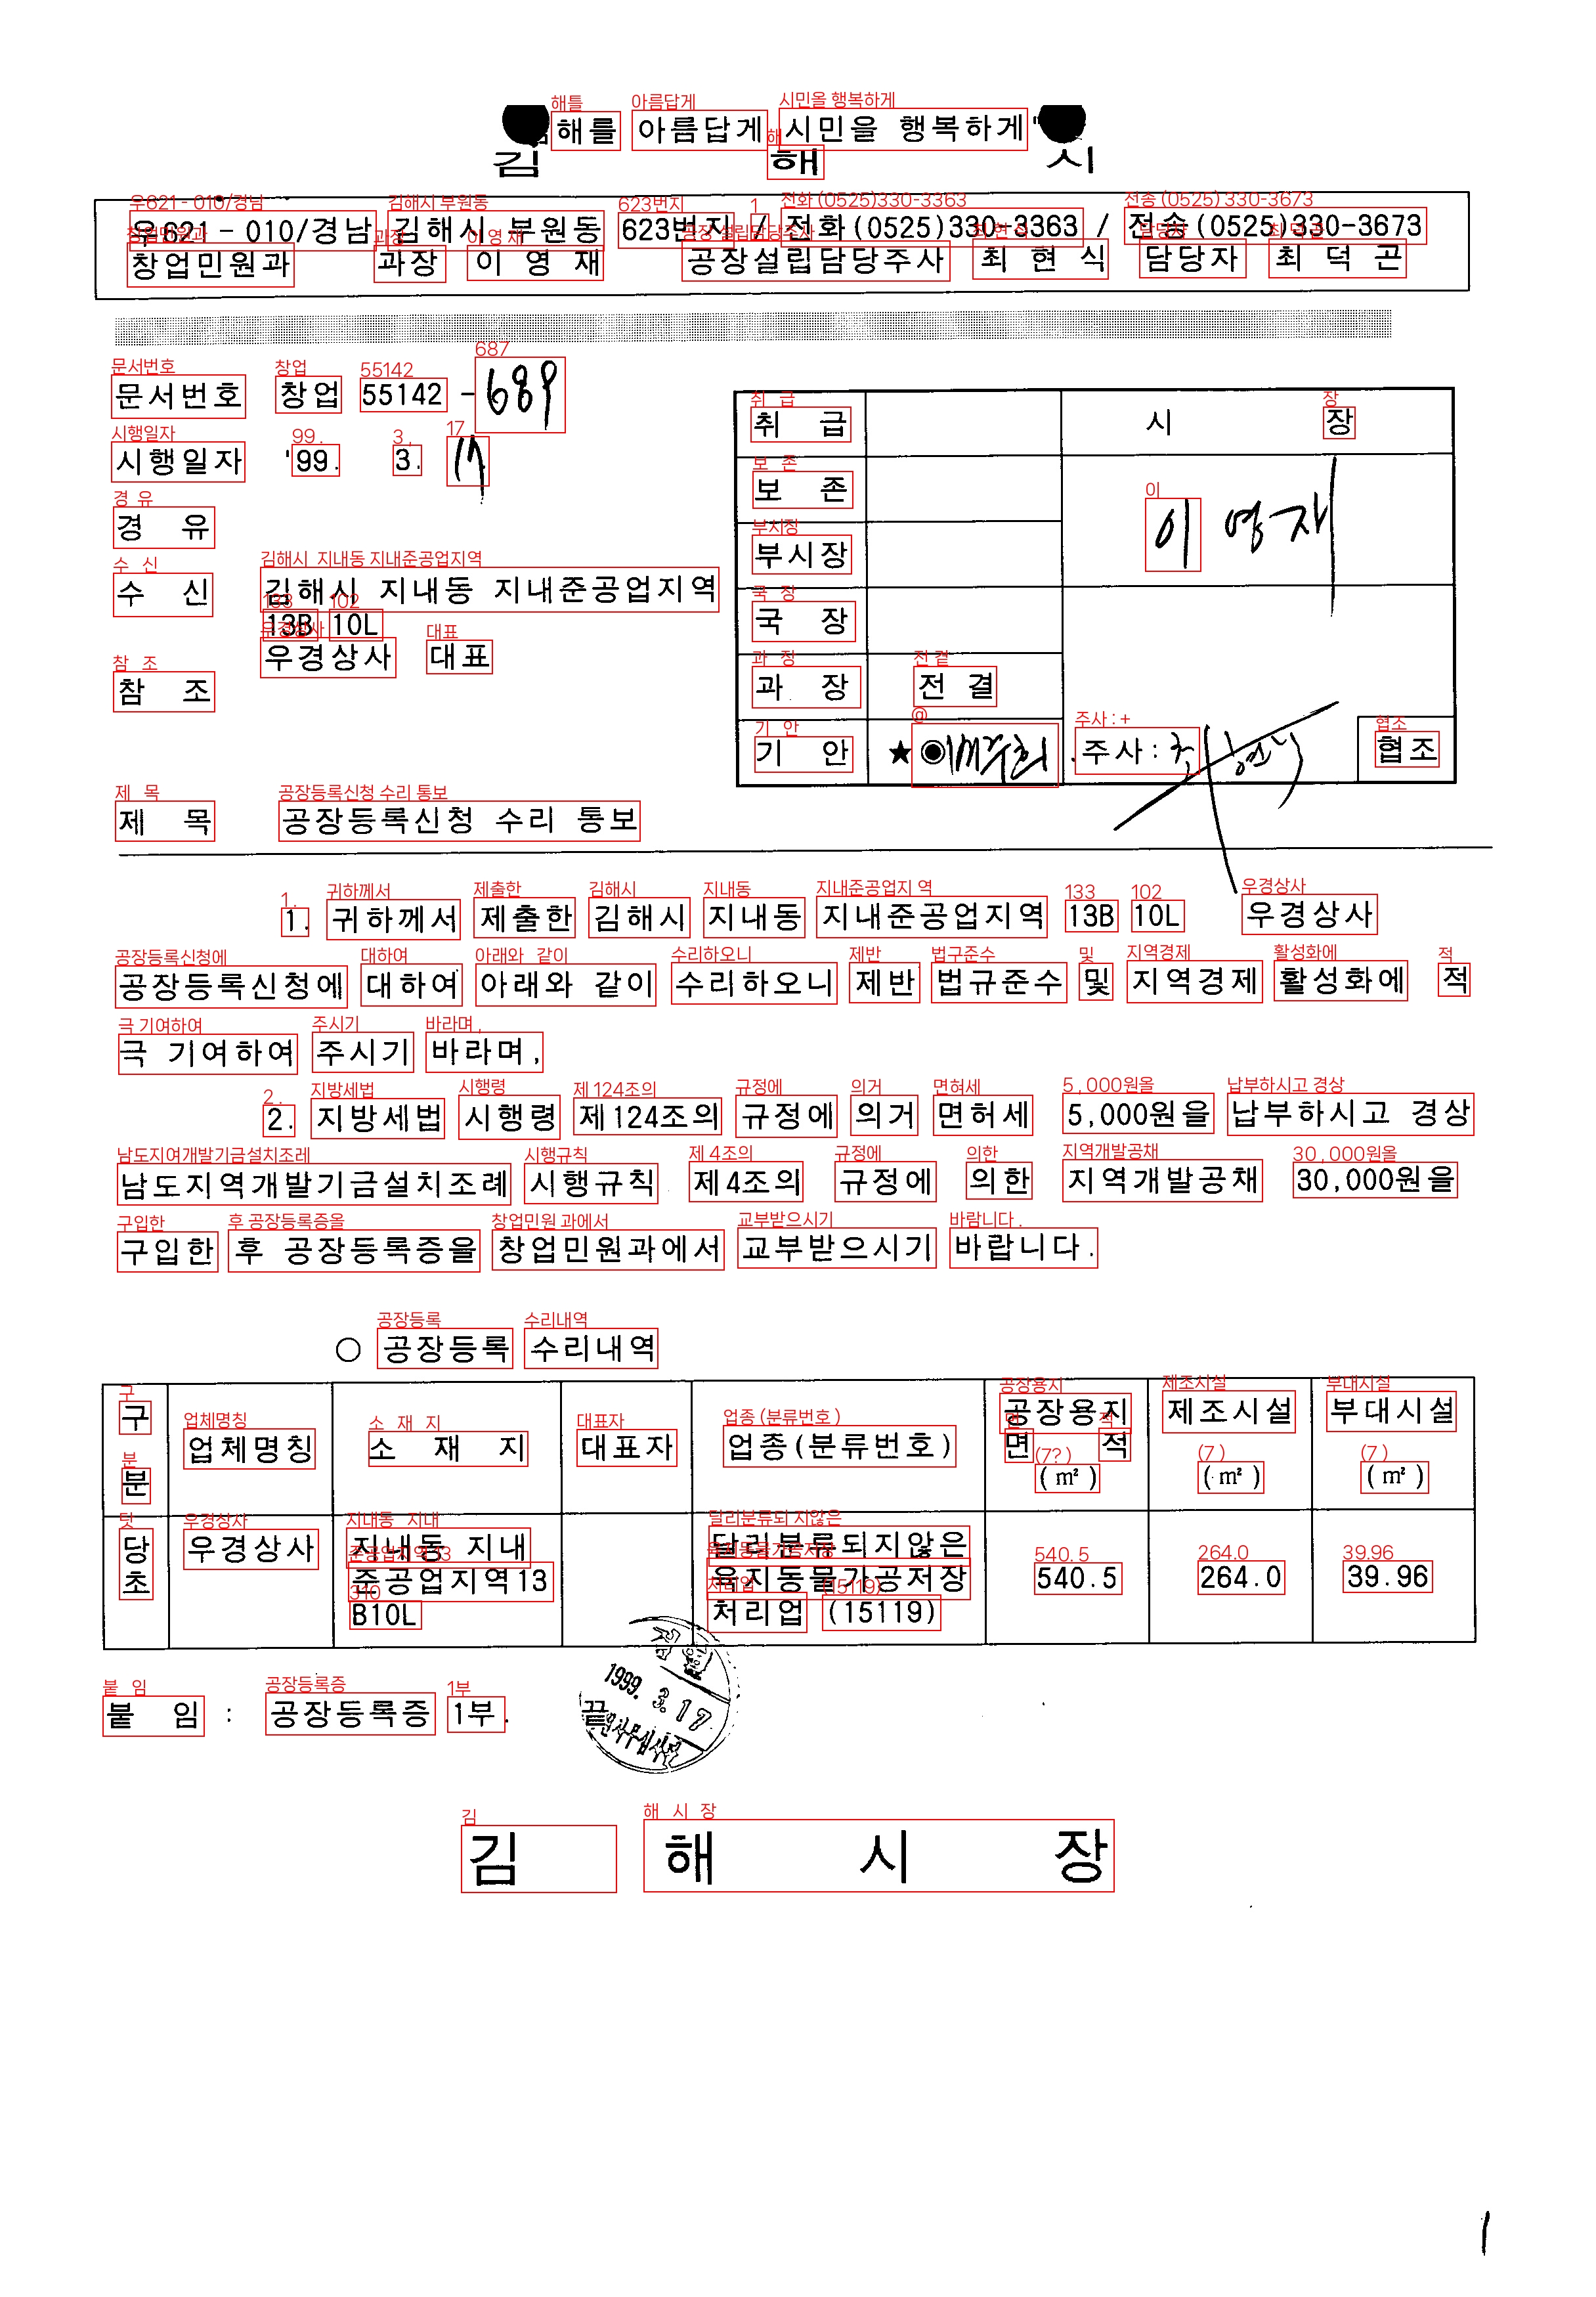 해를 아름답게 시민을 행복하게"
김 해 시
우621-010/경남 김해시 부원동 623번지 / 전화(0525)330-3363 / 전송(0525)330-3673
창업민원과 과장 이 영 재 공장설립담당주사 최 현 식 담당자 최 덕 곤
문서번호 창업 55142 - 689
시행일자 '99. 3. 17
경 유
수 신 김해시 지내동 지내준공업지역
13B 10L
우경상사 대표
참 조
취 급 시 장
보 존
이영재
부시장
국 장
과 장 전 결
기 안 ★ ◉ 주사: 협조
제 목 공장등록신청 수리 통보
1. 귀하께서 제출한 김해시 지내동 지내준공업지역 13B 10L 우경상사
공장등록신청에 대하여 아래와 같이 수리하오니 제반 법규준수 및 지역경제 활성화에 적
극 기여하여 주시기 바라며,
2. 지방세법 시행령 제124조의 규정에 의거 면허세 5,000원을 납부하시고 경상
남도지역개발기금설치조례 시행규칙 제4조의 규정에 의한 지역개발공채 30,000원을
구입한 후 공장등록증을 창업민원과에서 교부받으시기 바랍니다.
○ 공장등록 수리내역
구 분 업체명칭 소 재 지 대표자 업종(분류번호) 공장용지 면 적 (㎡) 제조시설 (㎡) 부대시설 (㎡)
당초 우경상사 지내동 지내 준공업지역13 B10L 달리분류되지않은 육지동물가공저장 처리업 (15119) 540.5 264.0 39.96
붙 임 : 공장등록증 1부. 끝
1999. 3. 17
김 해 시 장